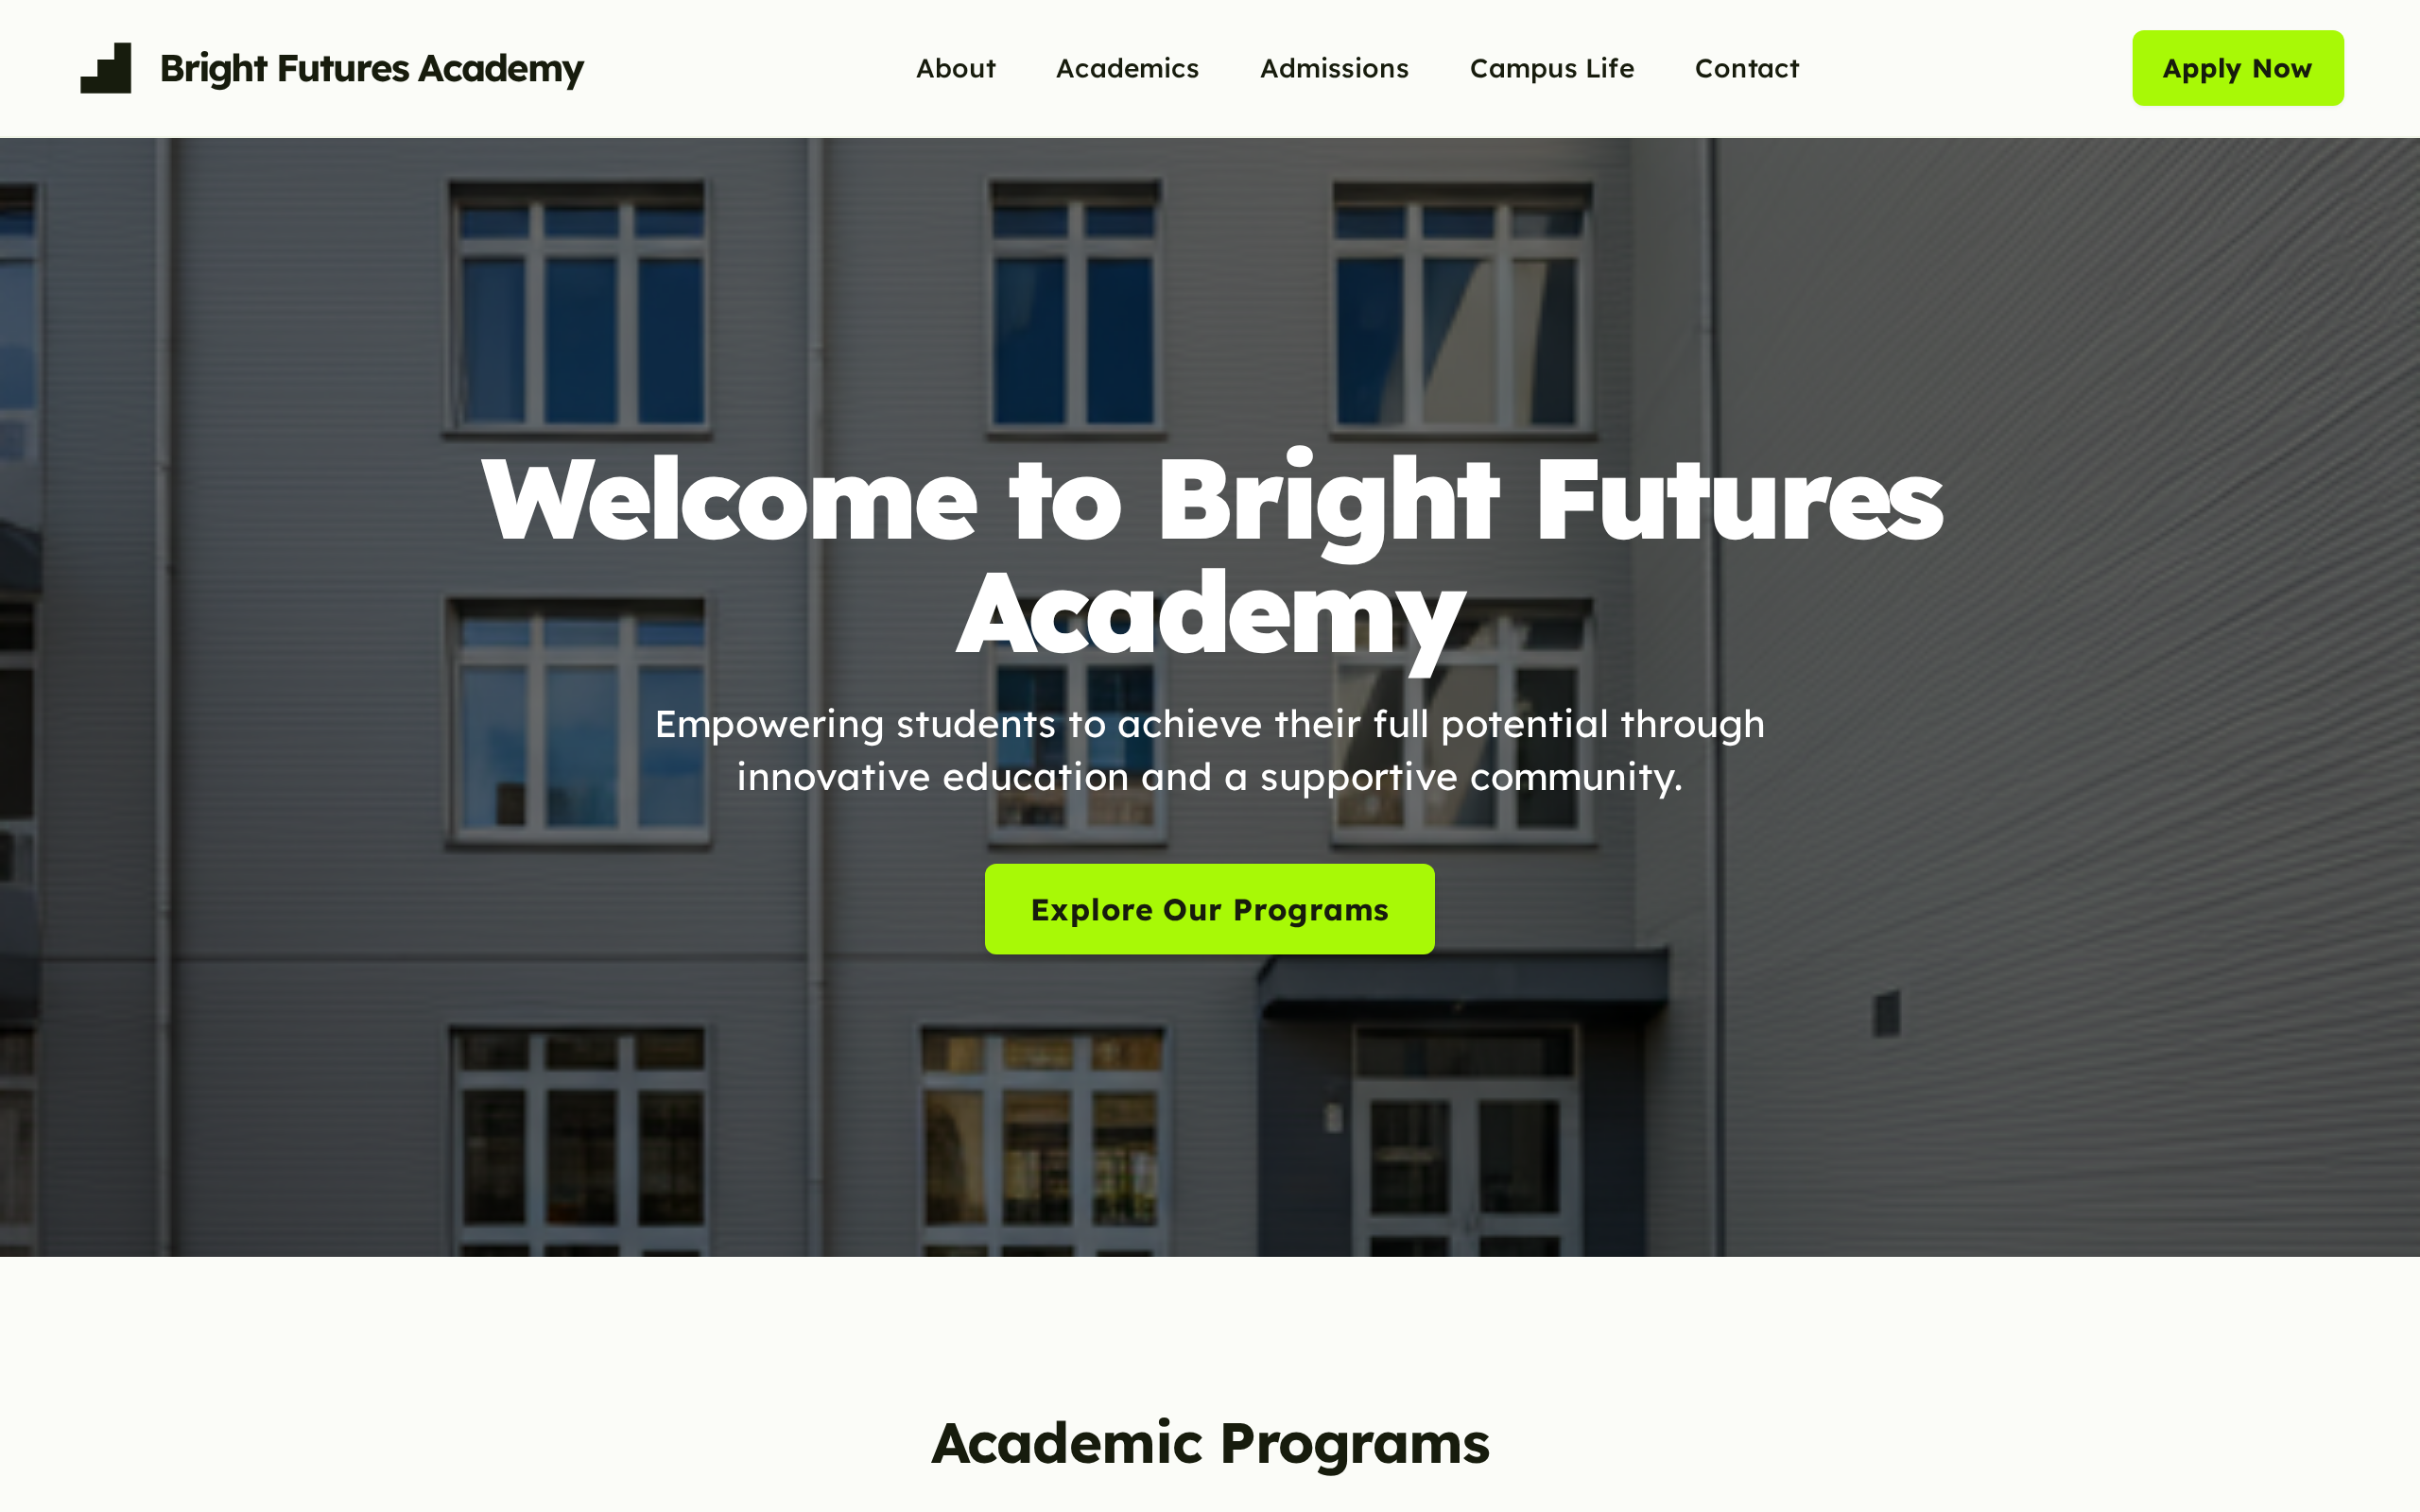 Bright Futures Academy
About
Academics
Admissions
Campus Life
Contact
Apply Now
Welcome to Bright Futures
Academy
Empowering students to achieve their full potential through
innovative education and a supportive community.
Explore Our Programs
Academic Programs